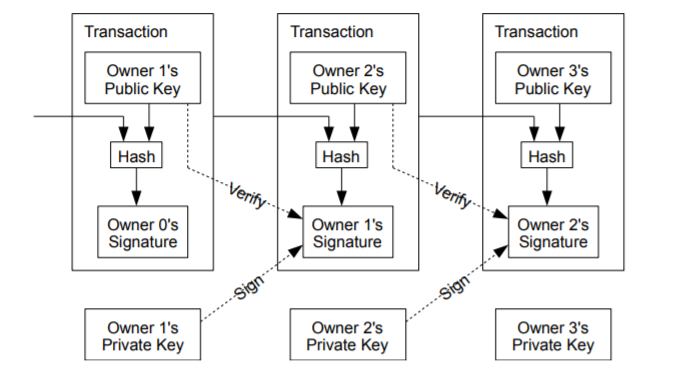 Transaction
Owner 1's
Public Key
Hash
Owner 0's
Signature
Transaction
Owner 2's
Public Key
Hash
Verify
Owner 1's
Signature
Transaction
Owner 3's
Public Key
Hash
Verify
Owner 2's
Signature
Sign
Sign
Owner 1's
Private Key
Owner 2's
Private Key
Owner 3's
Private Key